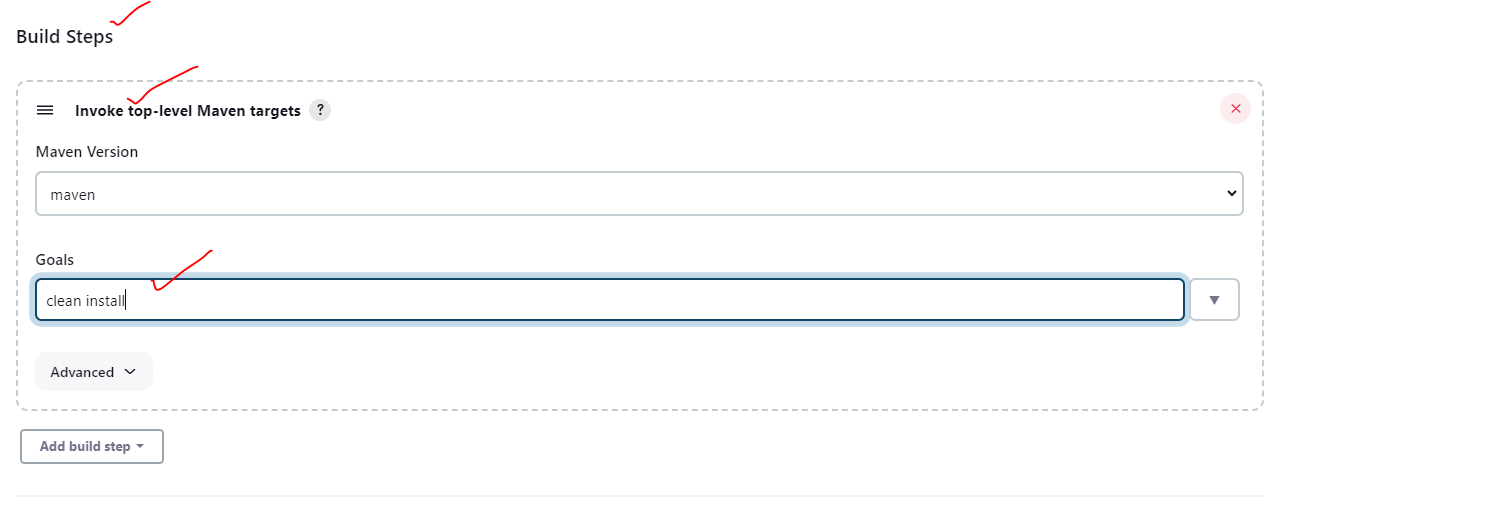 Build Steps
Invoke top-level Maven targets ?
Maven Version
maven
Goals
clean install
Advanced
Add build step